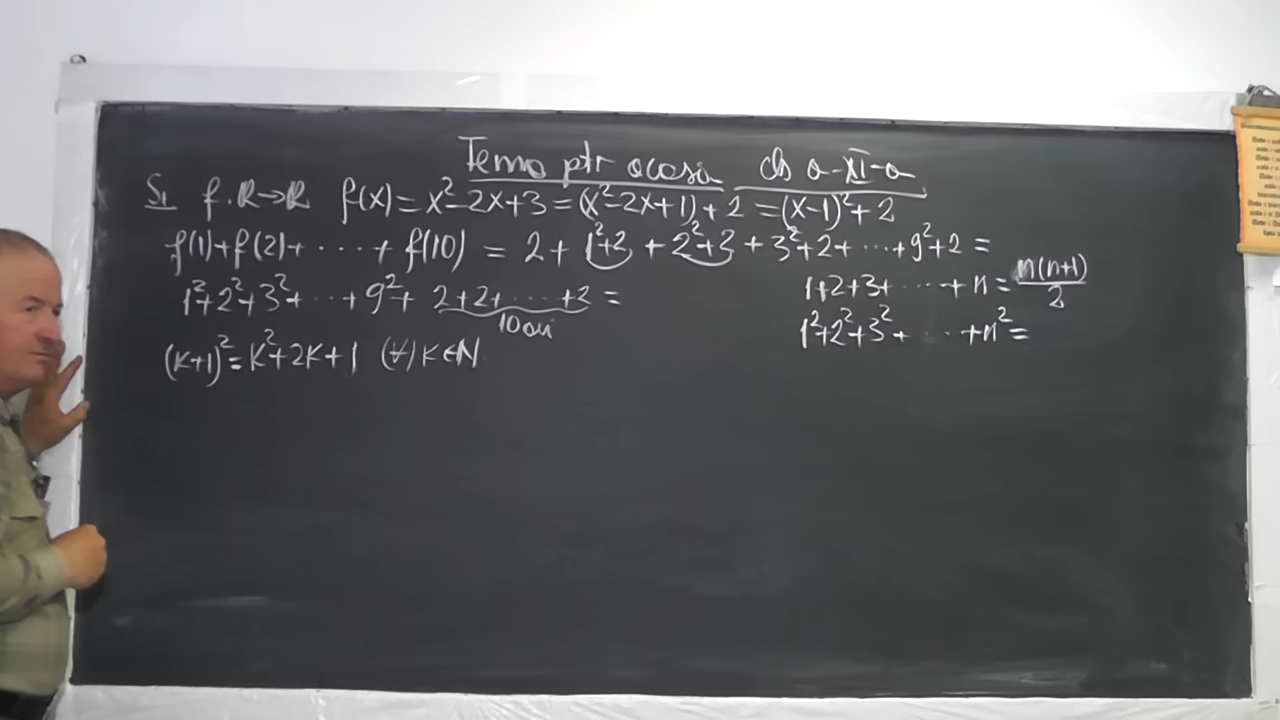 Tema ptr acasă cls a-XI-a
S1 f:R→R f(x)=x²-2x+3=(x²-2x+1)+2=(x-1)²+2
f(1)+f(2)+.....+f(10) = 2+1²+2+2²+2+3²+2+...+9²+2=
1²+2²+3²+...+9²+2+2+....+2=
10 ori
(k+1)²=k²+2k+1 (∀)k∈N
1+2+3+.....+n=n(n+1)/2
1²+2²+3²+.....+n²=